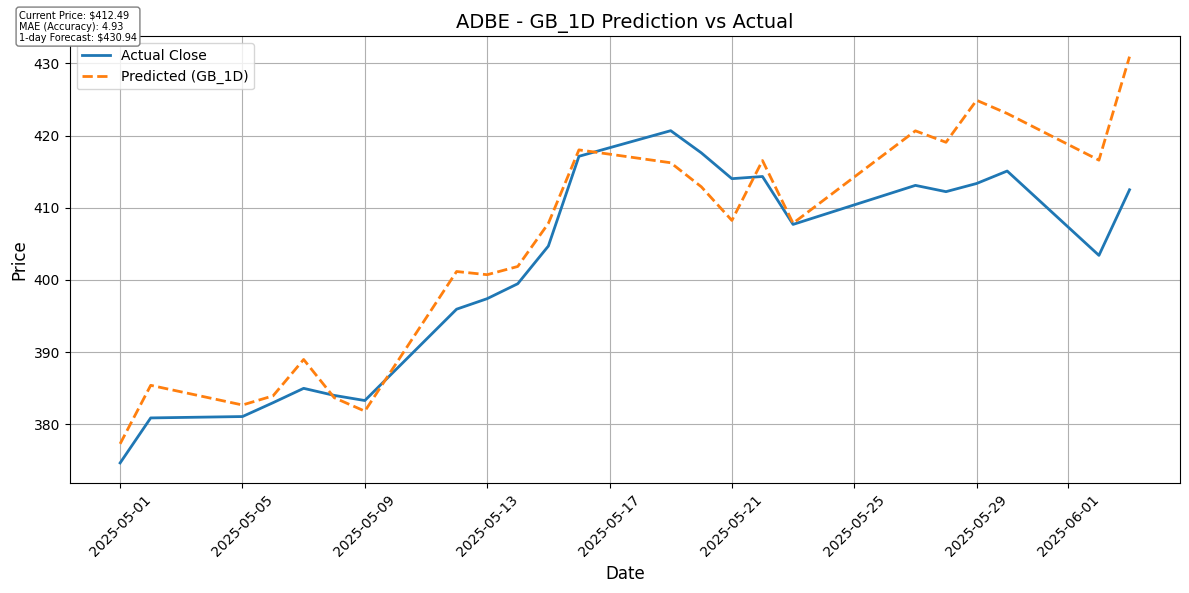 ADBE - GB_1D Prediction vs Actual
Current Price: $412.49
MAE (Accuracy): 4.93
1-day Forecast: $430.94
Actual Close
Predicted (GB_1D)
Price
430
420
410
400
390
380
2025-05-01
2025-05-05
2025-05-09
2025-05-13
2025-05-17
2025-05-21
2025-05-25
2025-05-29
2025-06-01
Date